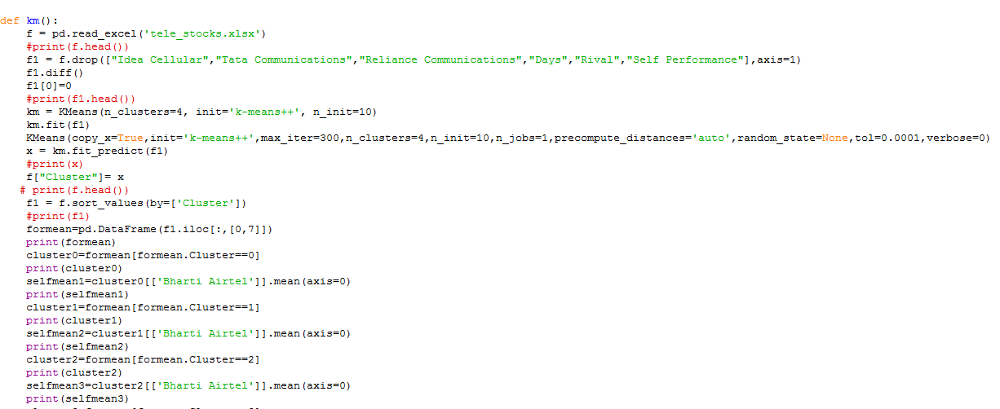 def km():
    f = pd.read_excel('tele_stocks.xlsx')
    #print(f.head())
    f1 = f.drop(["Idea Cellular","Tata Communications","Reliance Communications","Days","Rival","Self Performance"],axis=1)
    f1.diff()
    f1[0]=0
    #print(f1.head())
    km = KMeans(n_clusters=4, init='k-means++', n_init=10)
    km.fit(f1)
    KMeans(copy_x=True,init='k-means++',max_iter=300,n_clusters=4,n_init=10,n_jobs=1,precompute_distances='auto',random_state=None,tol=0.0001,verbose=0)
    x = km.fit_predict(f1)
    #print(x)
    f["Cluster"]= x
   # print(f.head())
    f1 = f.sort_values(by=['Cluster'])
    #print(f1)
    formean=pd.DataFrame(f1.iloc[:,[0,7]])
    print(formean)
    cluster0=formean[formean.Cluster==0]
    print(cluster0)
    selfmean1=cluster0[['Bharti Airtel']].mean(axis=0)
    print(selfmean1)
    cluster1=formean[formean.Cluster==1]
    print(cluster1)
    selfmean2=cluster1[['Bharti Airtel']].mean(axis=0)
    print(selfmean2)
    cluster2=formean[formean.Cluster==2]
    print(cluster2)
    selfmean3=cluster2[['Bharti Airtel']].mean(axis=0)
    print(selfmean3)